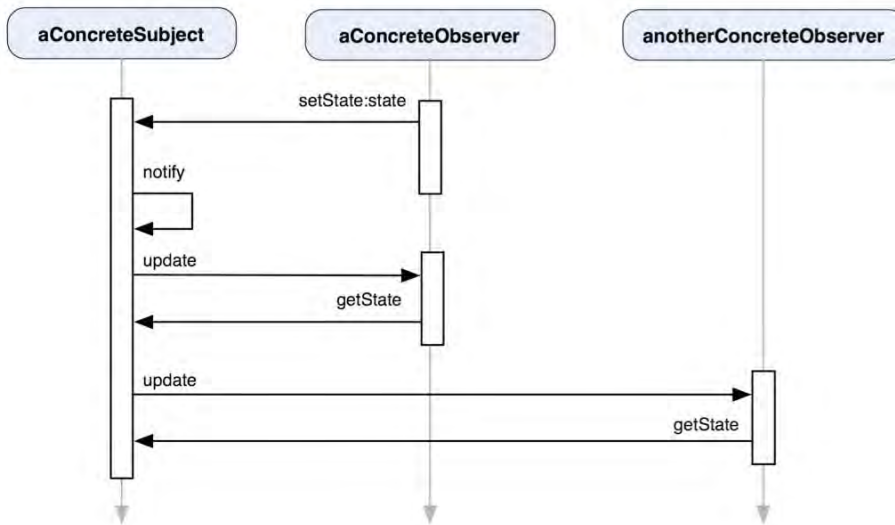 aConcreteSubject
aConcreteObserver
anotherConcreteObserver
setState:state
notify
update
getState
update
getState